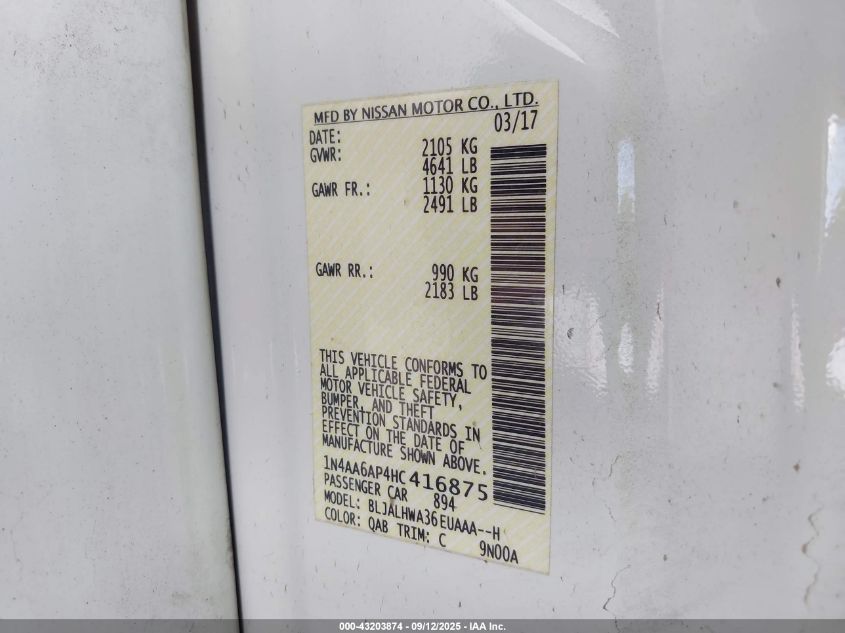 MFD BY NISSAN MOTOR CO., LTD.
DATE: 03/17
GVWR: 2105 KG
4641 LB
GAWR FR.: 1130 KG
2491 LB
GAWR RR.: 990 KG
2183 LB
THIS VEHICLE CONFORMS TO
ALL APPLICABLE FEDERAL
MOTOR VEHICLE SAFETY,
BUMPER, AND THEFT
PREVENTION STANDARDS IN
EFFECT ON THE DATE OF
MANUFACTURE SHOWN ABOVE.
1N4AA6AP4HC416875
PASSENGER CAR 894
MODEL: BLJALHWA36EUAAA--H
COLOR: QAB TRIM: C 9N00A
000-43203874 - 09/12/2025 - IAA Inc.